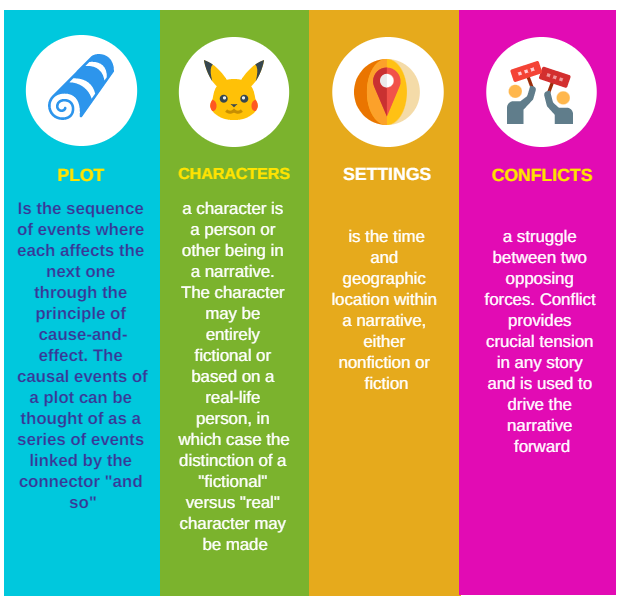 PLOT
Is the sequence
of events where
each affects the
next one
through the
principle of
cause-and-
effect. The
causal events of
a plot can be
thought of as a
series of events
linked by the
connector "and
so"
CHARACTERS
a character is
a person or
other being in
a narrative.
The character
may be
entirely
fictional or
based on a
real-life
person, in
which case the
distinction of a
"fictional"
versus "real"
character may
be made
SETTINGS
is the time
and
geographic
location within
a narrative,
either
nonfiction or
fiction
CONFLICTS
a struggle
between two
opposing
forces. Conflict
provides
crucial tension
in any story
and is used to
drive the
narrative
forward